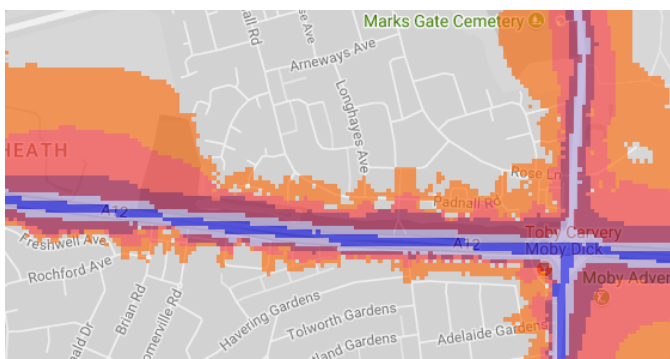 Marks Gate Cemetery
Arneways Ave
Longhayes Ave
HEATH
Rose Ln
Padnall Rd
A12
A12
Toby Carvery
Moby Dick
Freshwell Ave
Rochford Ave
Brian Rd
Havering Gardens
Tolworth Gardens
Adelaide Gardens
Moby Adven